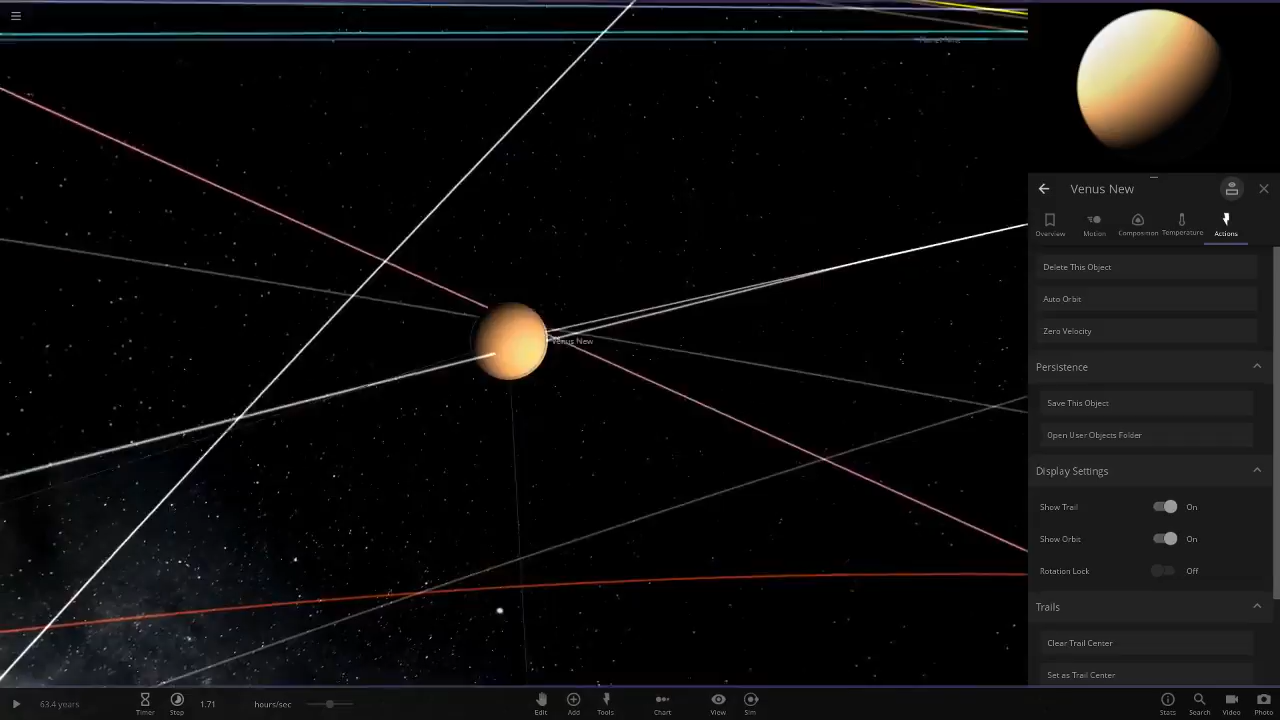 Venus New
Overview
Motion
Composition
Temperature
Actions
Delete This Object
Auto Orbit
Zero Velocity
Persistence
Save This Object
Open User Objects Folder
Display Settings
Show Trail On
Show Orbit On
Rotation Lock Off
Trails
Clear Trail Center
Set as Trail Center
Venus New
63.4 years
Timer
Step
1.71
hours/sec
Edit
Add
Tools
Chart
View
Sim
Stats
Search
Video
Photo